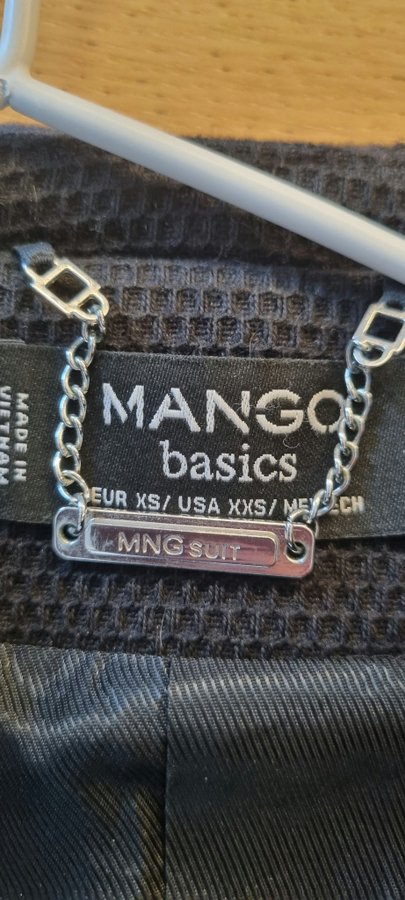 MADE IN
VIETNAM
MANGO
basics
EUR XS/ USA XXS/
MNG SUIT